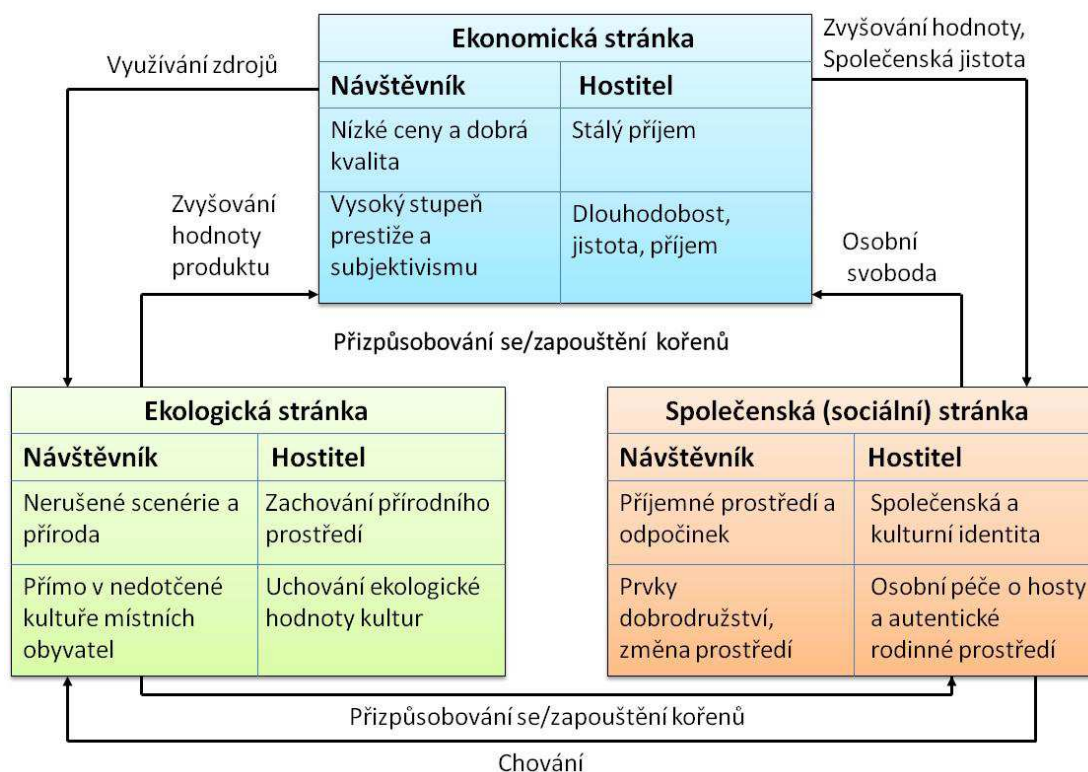 Ekonomická stránka
Návštěvník
Hostitel
Nízké ceny a dobrá
kvalita
Stálý příjem
Vysoký stupeň
prestiže a
subjektivismu
Dlouhodobost,
jistota, příjem
Využívání zdrojů
Zvyšování hodnoty,
Společenská jistota
Zvyšování
hodnoty
produktu
Osobní
svoboda
Přizpůsobování se/zapouštění kořenů
Ekologická stránka
Návštěvník
Hostitel
Nerušené scenérie a
příroda
Zachování přírodního
prostředí
Přímo v nedotčené
kultuře místních
obyvatel
Uchování ekologické
hodnoty kultur
Společenská (sociální) stránka
Návštěvník
Hostitel
Příjemné prostředí a
odpočinek
Společenská a
kulturní identita
Prvky
dobrodružství,
změna prostředí
Osobní péče o hosty
a autentické
rodinné prostředí
Přizpůsobování se/zapouštění kořenů
Chování